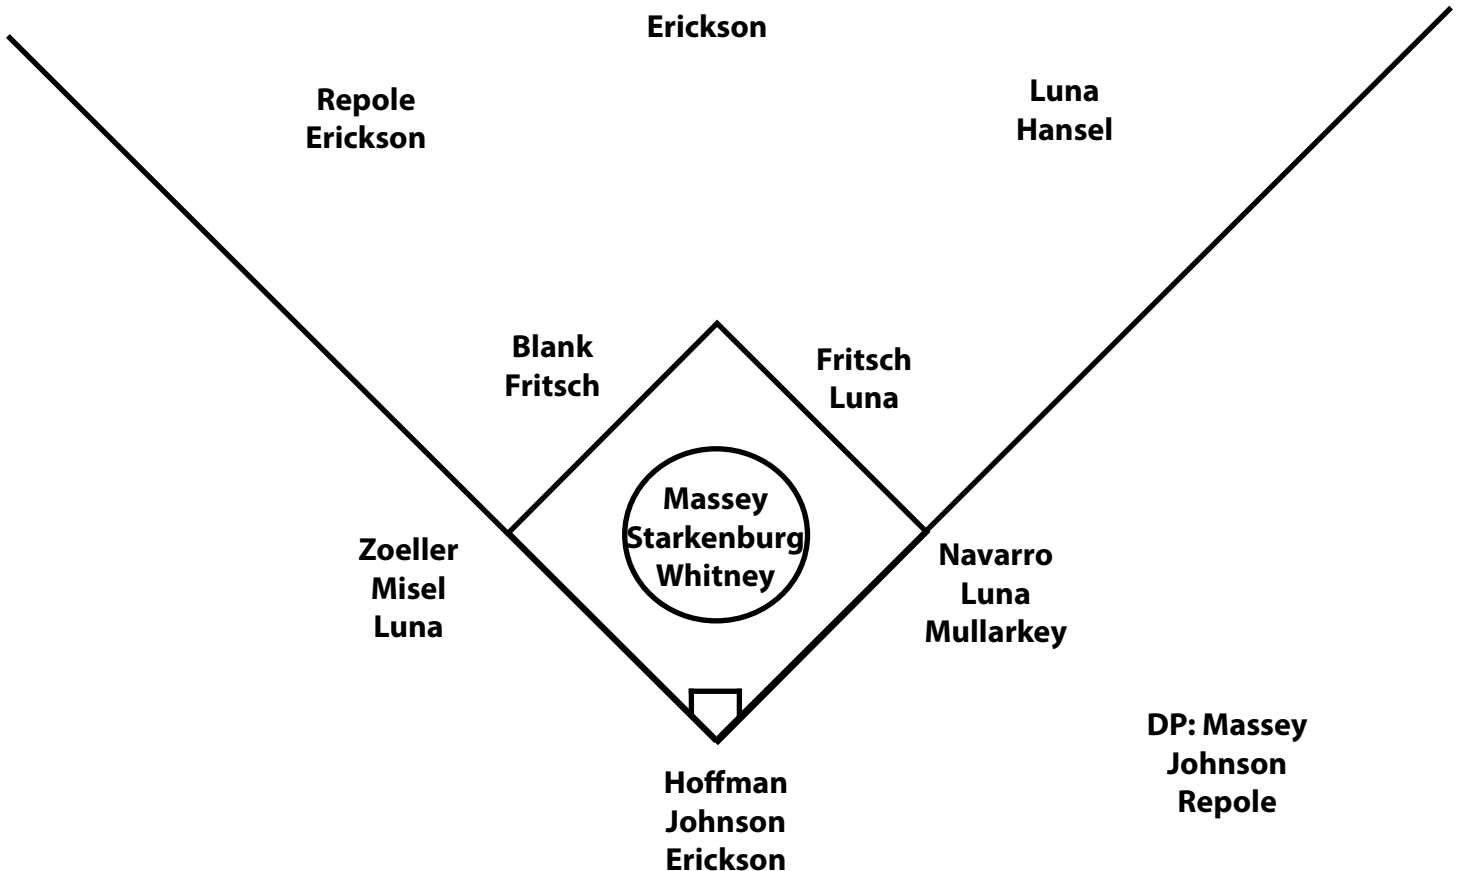 Erickson
Repole
Erickson
Luna
Hansel
Blank
Fritsch
Fritsch
Luna
Massey
Starkenburg
Whitney
Zoeller
Misel
Luna
Navarro
Luna
Mullarkey
DP: Massey
Johnson
Repole
Hoffman
Johnson
Erickson